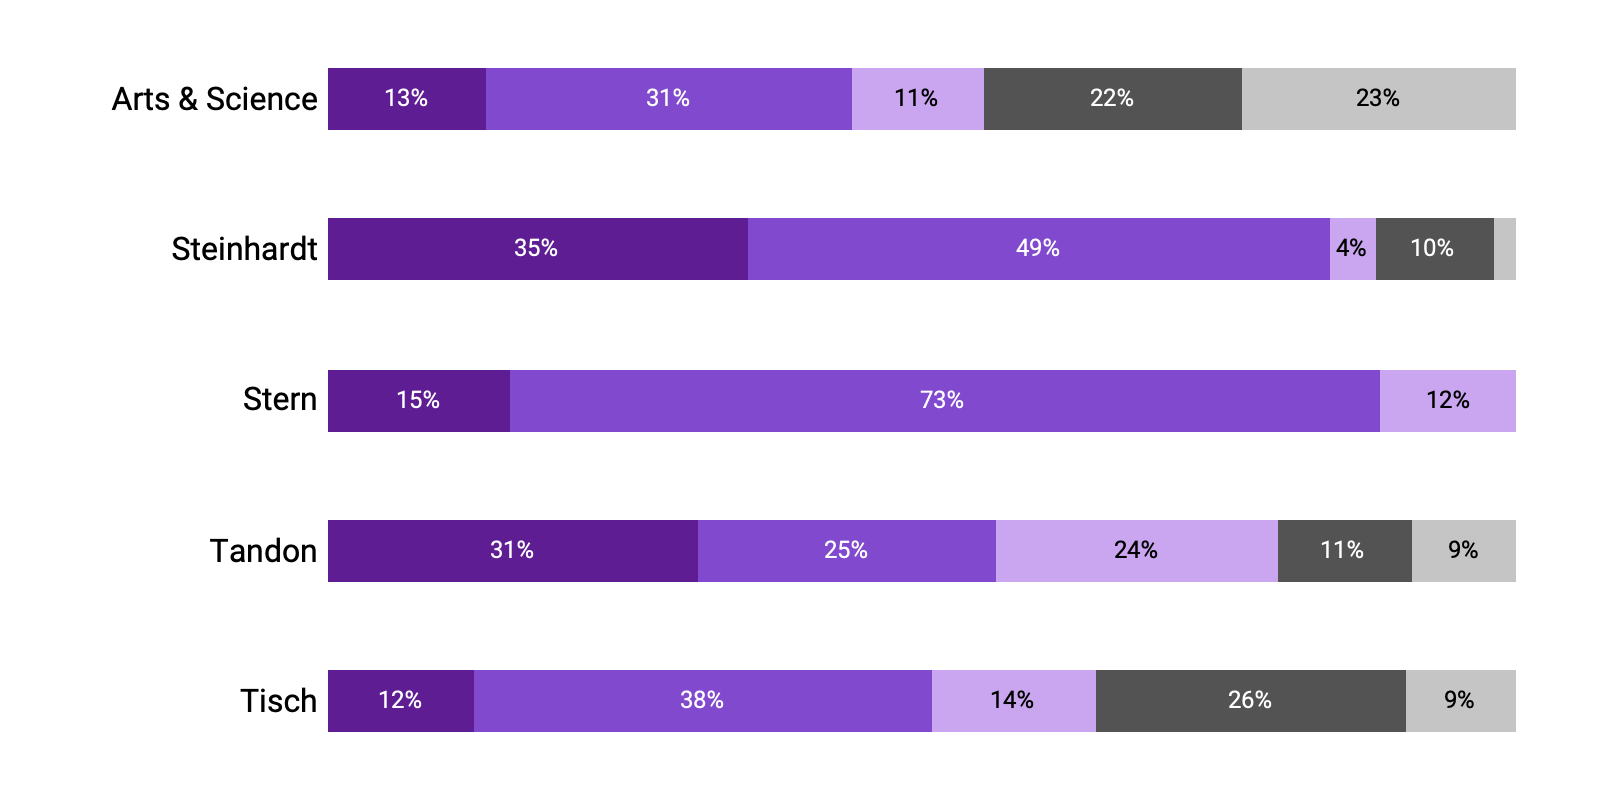 Arts & Science 13% 31% 11% 22% 23%
Steinhardt 35% 49% 4% 10%
Stern 15% 73% 12%
Tandon 31% 25% 24% 11% 9%
Tisch 12% 38% 14% 26% 9%